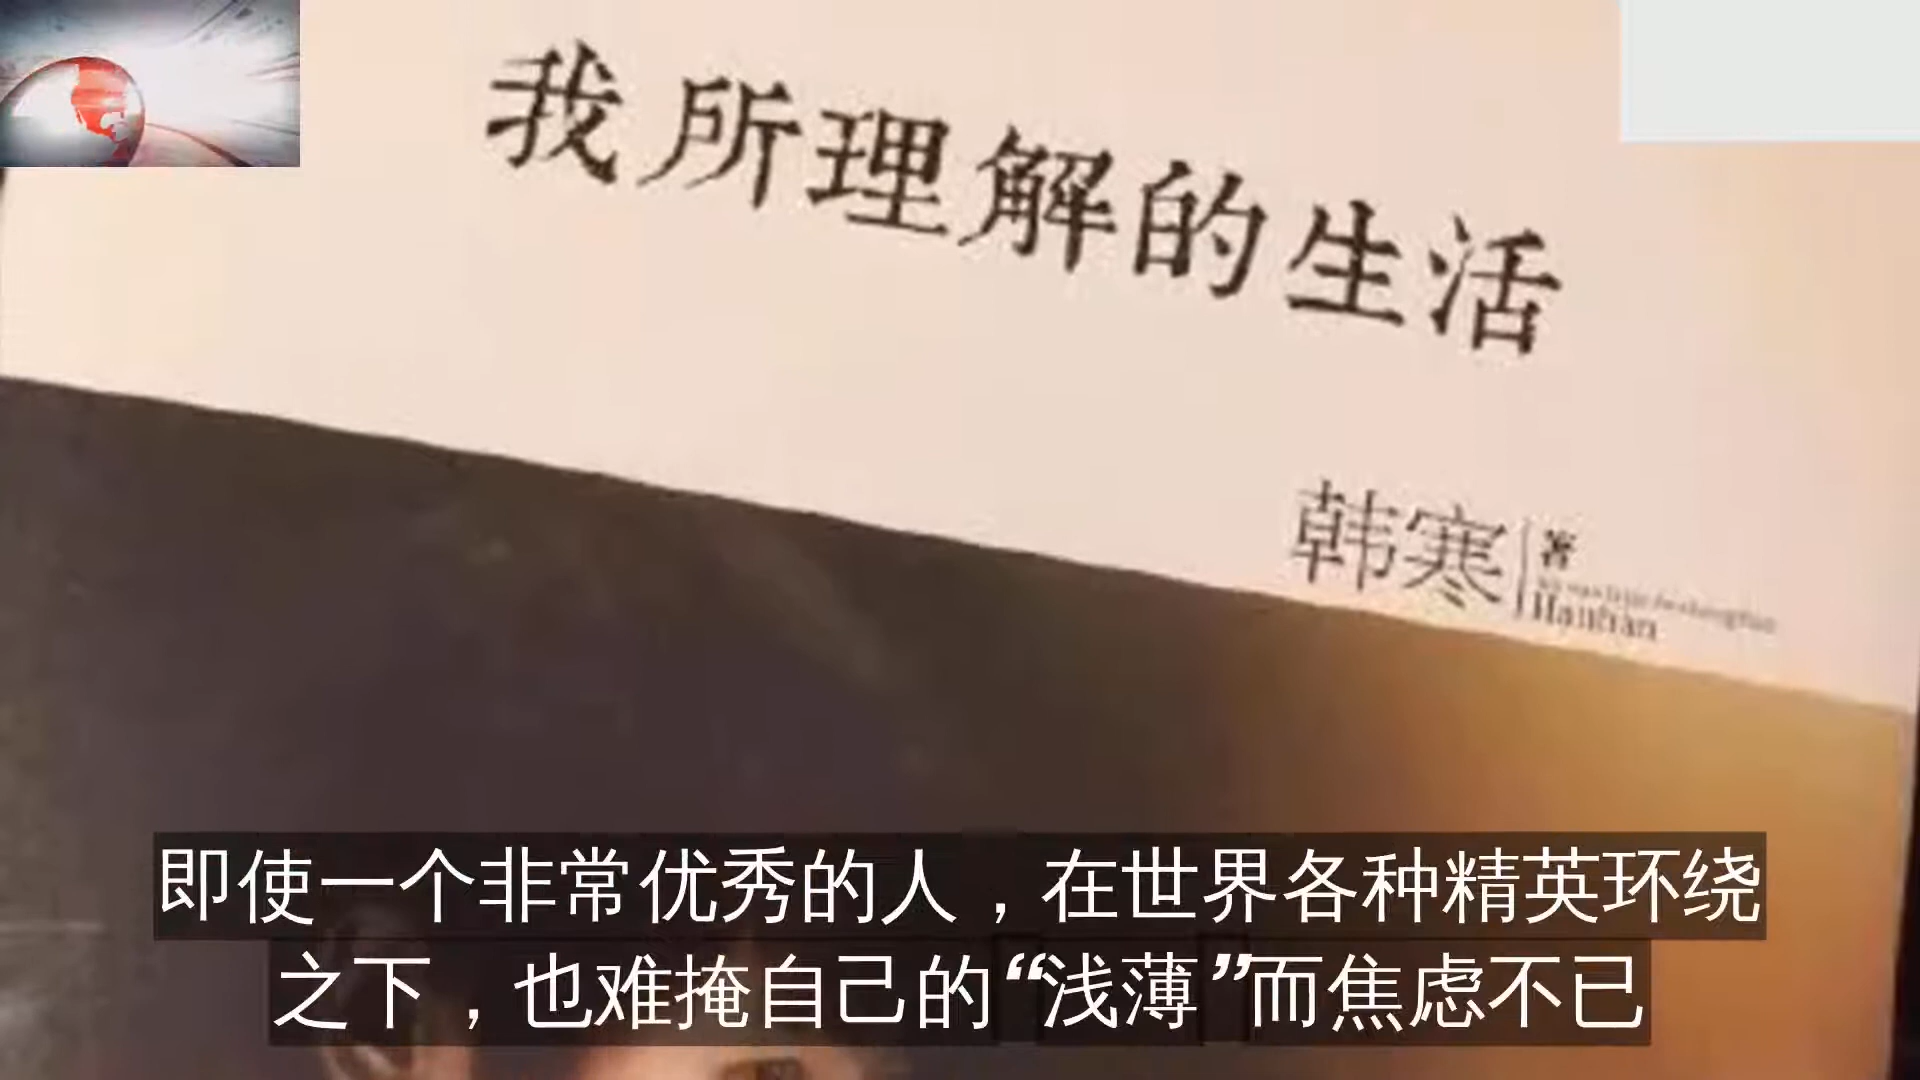 我所理解的生活
韩寒 著
Hanhan
即使一个非常优秀的人，在世界各种精英环绕
之下，也难掩自己的“浅薄”而焦虑不已